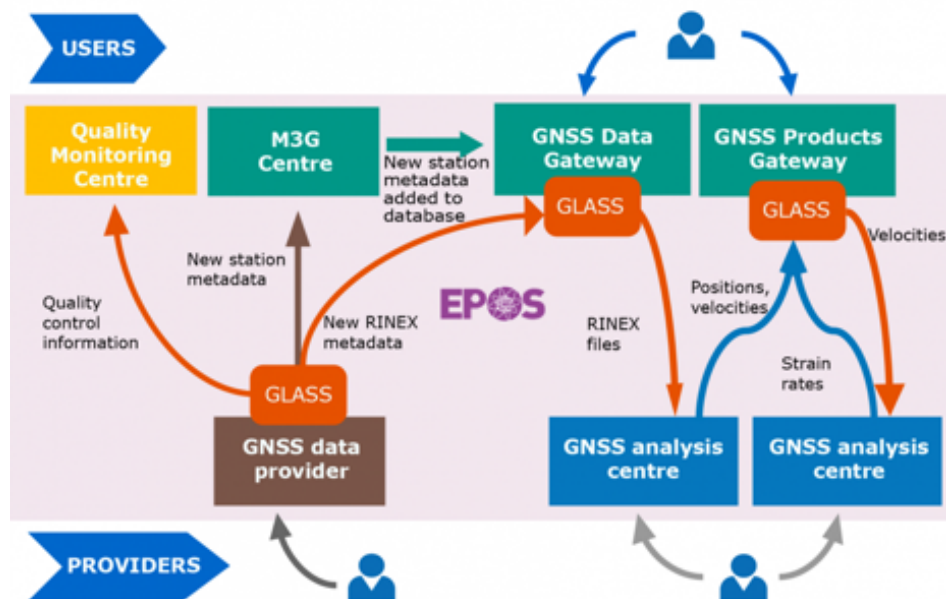 USERS
Quality
Monitoring
Centre
M3G
Centre
New station
metadata
added to
database
GNSS Data
Gateway
GLASS
GNSS Products
Gateway
GLASS
Velocities
New station
metadata
Quality
control
information
New RINEX
metadata
EPOS
RINEX
files
Positions,
velocities
Strain
rates
GLASS
GNSS data
provider
GNSS analysis
centre
GNSS analysis
centre
PROVIDERS